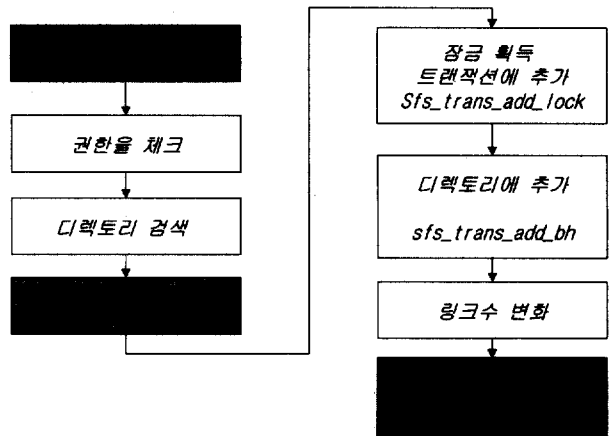 권한을 체크
디렉토리 검색
잠금 획득
트랜잭션에 추가
Sfs_trans_add_lock
디렉토리에 추가
sfs_trans_add_bh
링크수 변화